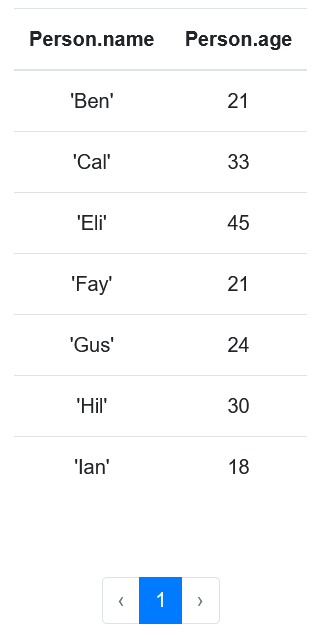 Person.name Person.age
'Ben' 21
'Cal' 33
'Eli' 45
'Fay' 21
'Gus' 24
'Hil' 30
'Ian' 18
‹ 1 ›